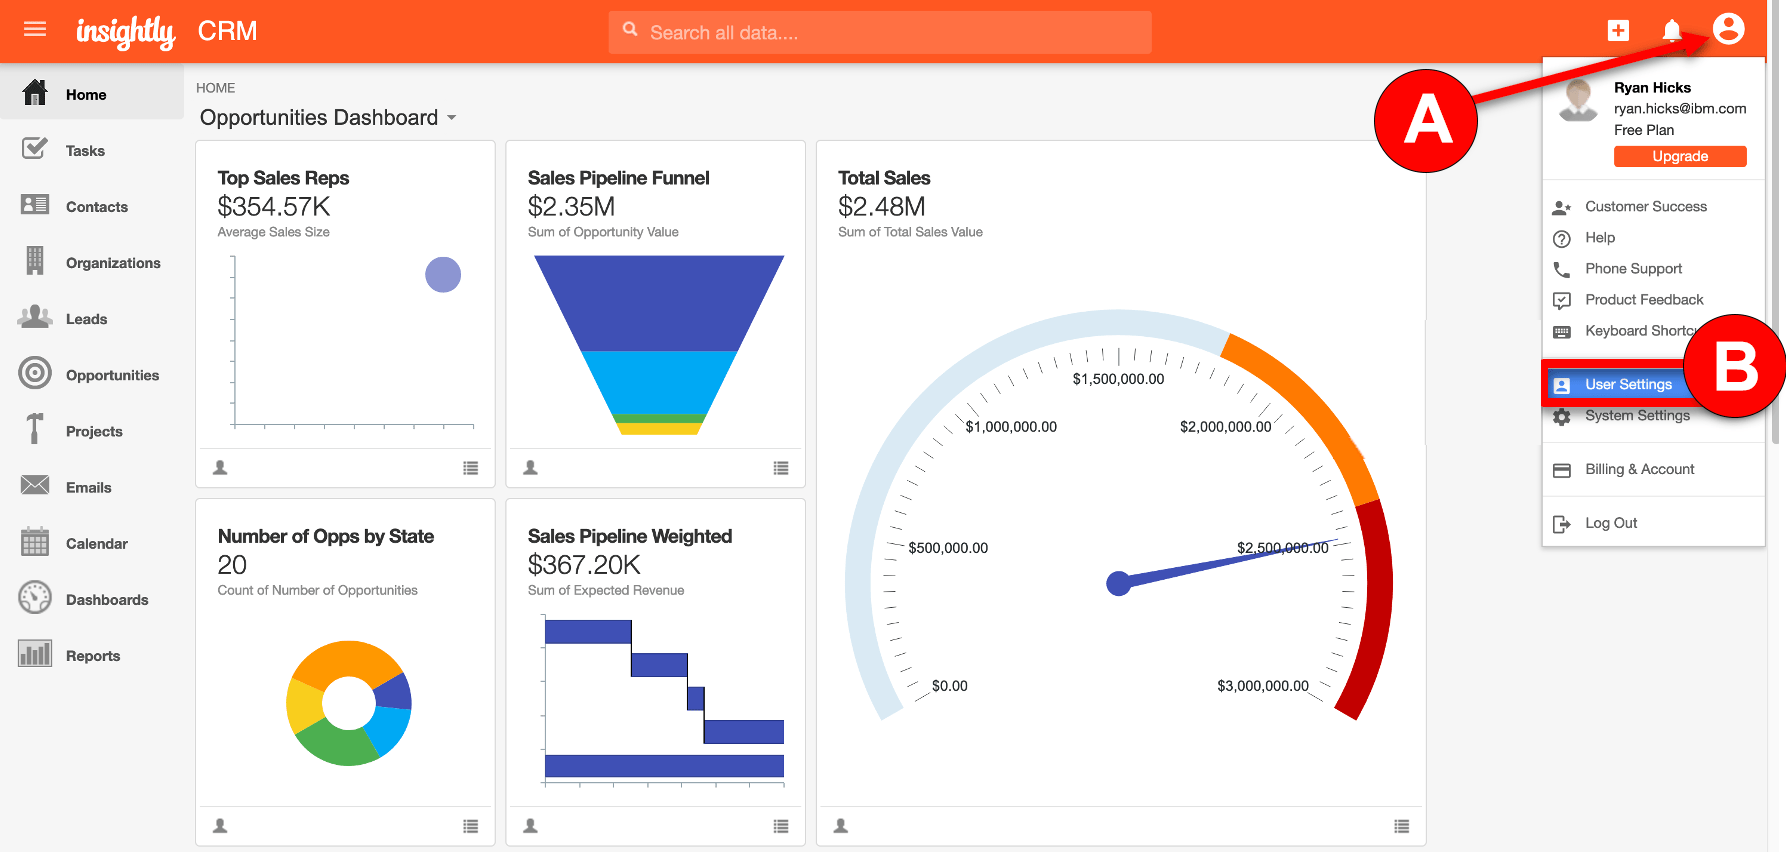 insightly CRM
Search all data....
A
B
Ryan Hicks
ryan.hicks@ibm.com
Free Plan
Upgrade
Customer Success
Help
Phone Support
Product Feedback
Keyboard Shortc
User Settings
System Settings
Billing & Account
Log Out
Home
Tasks
Contacts
Organizations
Leads
Opportunities
Projects
Emails
Calendar
Dashboards
Reports
HOME
Opportunities Dashboard
Top Sales Reps
$354.57K
Average Sales Size
Sales Pipeline Funnel
$2.35M
Sum of Opportunity Value
Total Sales
$2.48M
Sum of Total Sales Value
$0.00
$500,000.00
$1,000,000.00
$1,500,000.00
$2,000,000.00
$2,500,000.00
$3,000,000.00
Number of Opps by State
20
Count of Number of Opportunities
Sales Pipeline Weighted
$367.20K
Sum of Expected Revenue